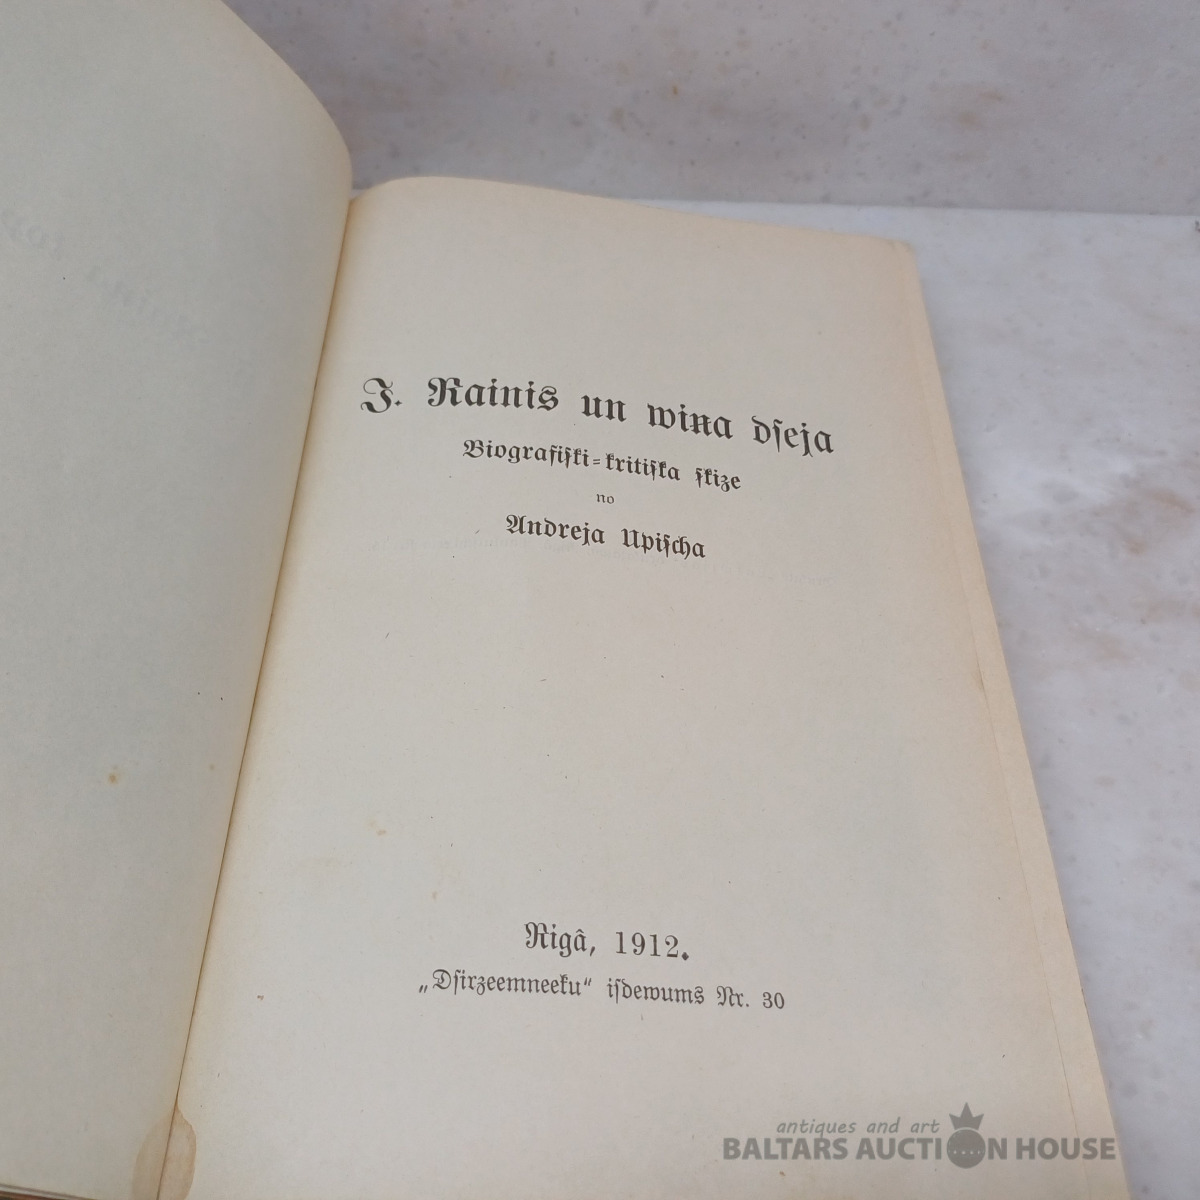 J. Rainis un wiņa dſeja
Biografiſki-kritiſka ſkize
no
Andreja Upiſcha
Rigâ, 1912.
„Dſirzeemneeku“ iſdewums Nr. 30
antiques and art
BALTARS AUCTION HOUSE